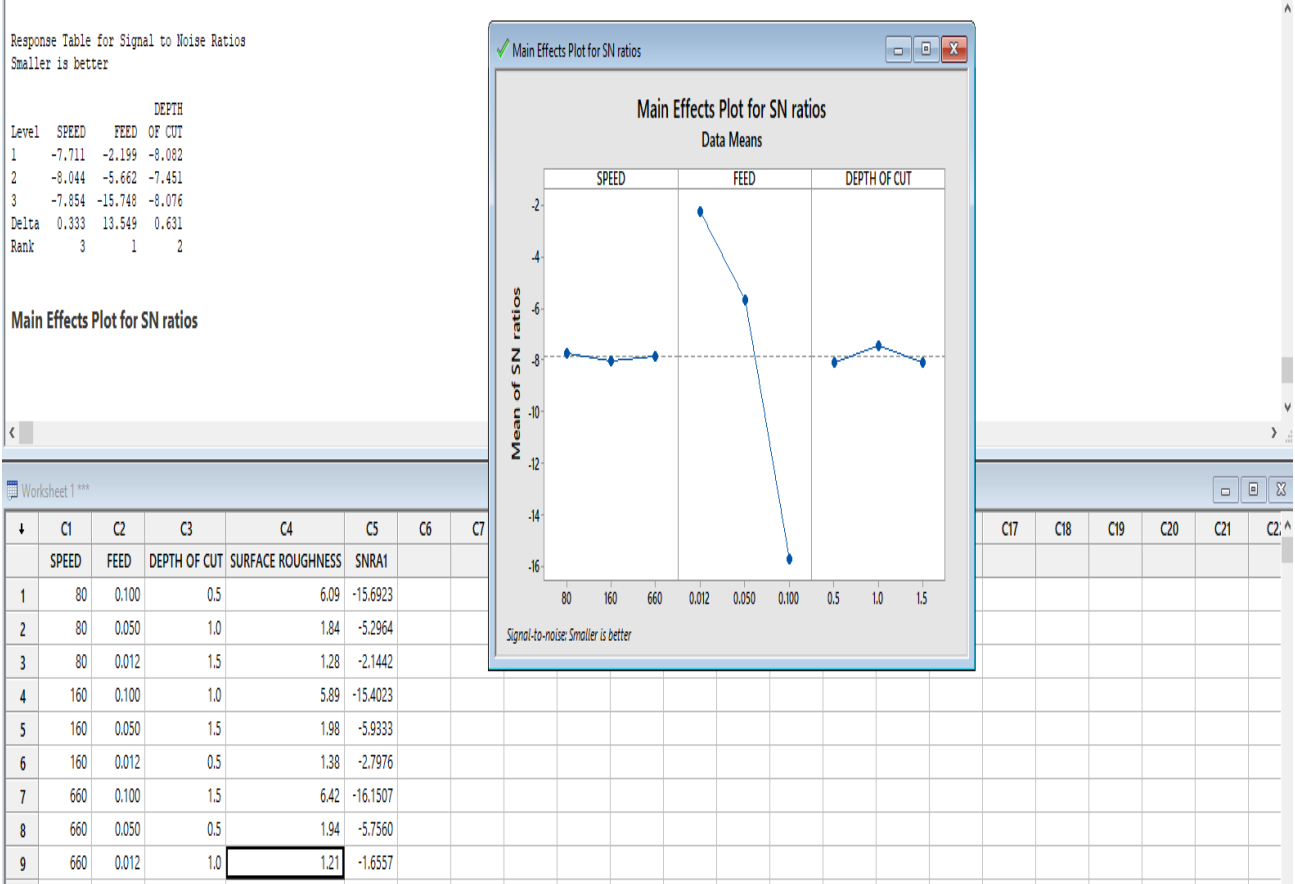 Response Table for Signal to Noise Ratios
Smaller is better
DEPTH
Level SPEED FEED OF CUT
1 -7.711 -2.199 -8.082
2 -8.044 -5.662 -7.451
3 -7.854 -15.748 -8.076
Delta 0.333 13.549 0.631
Rank 3 1 2
Main Effects Plot for SN ratios
Main Effects Plot for SN ratios
Main Effects Plot for SN ratios
Data Means
SPEED FEED DEPTH OF CUT
Mean of SN ratios
-2
-4
-6
-8
-10
-12
-14
-16
80 160 660 0.012 0.050 0.100 0.5 1.0 1.5
Signal-to-noise: Smaller is better
Worksheet 1 ***
C1 C2 C3 C4 C5 C6 C7 C17 C18 C19 C20 C21 C22
SPEED FEED DEPTH OF CUT SURFACE ROUGHNESS SNRA1
1 80 0.100 0.5 6.09 -15.6923
2 80 0.050 1.0 1.84 -5.2964
3 80 0.012 1.5 1.28 -2.1442
4 160 0.100 1.0 5.89 -15.4023
5 160 0.050 1.5 1.98 -5.9333
6 160 0.012 0.5 1.38 -2.7976
7 660 0.100 1.5 6.42 -16.1507
8 660 0.050 0.5 1.94 -5.7560
9 660 0.012 1.0 1.21 -1.6557